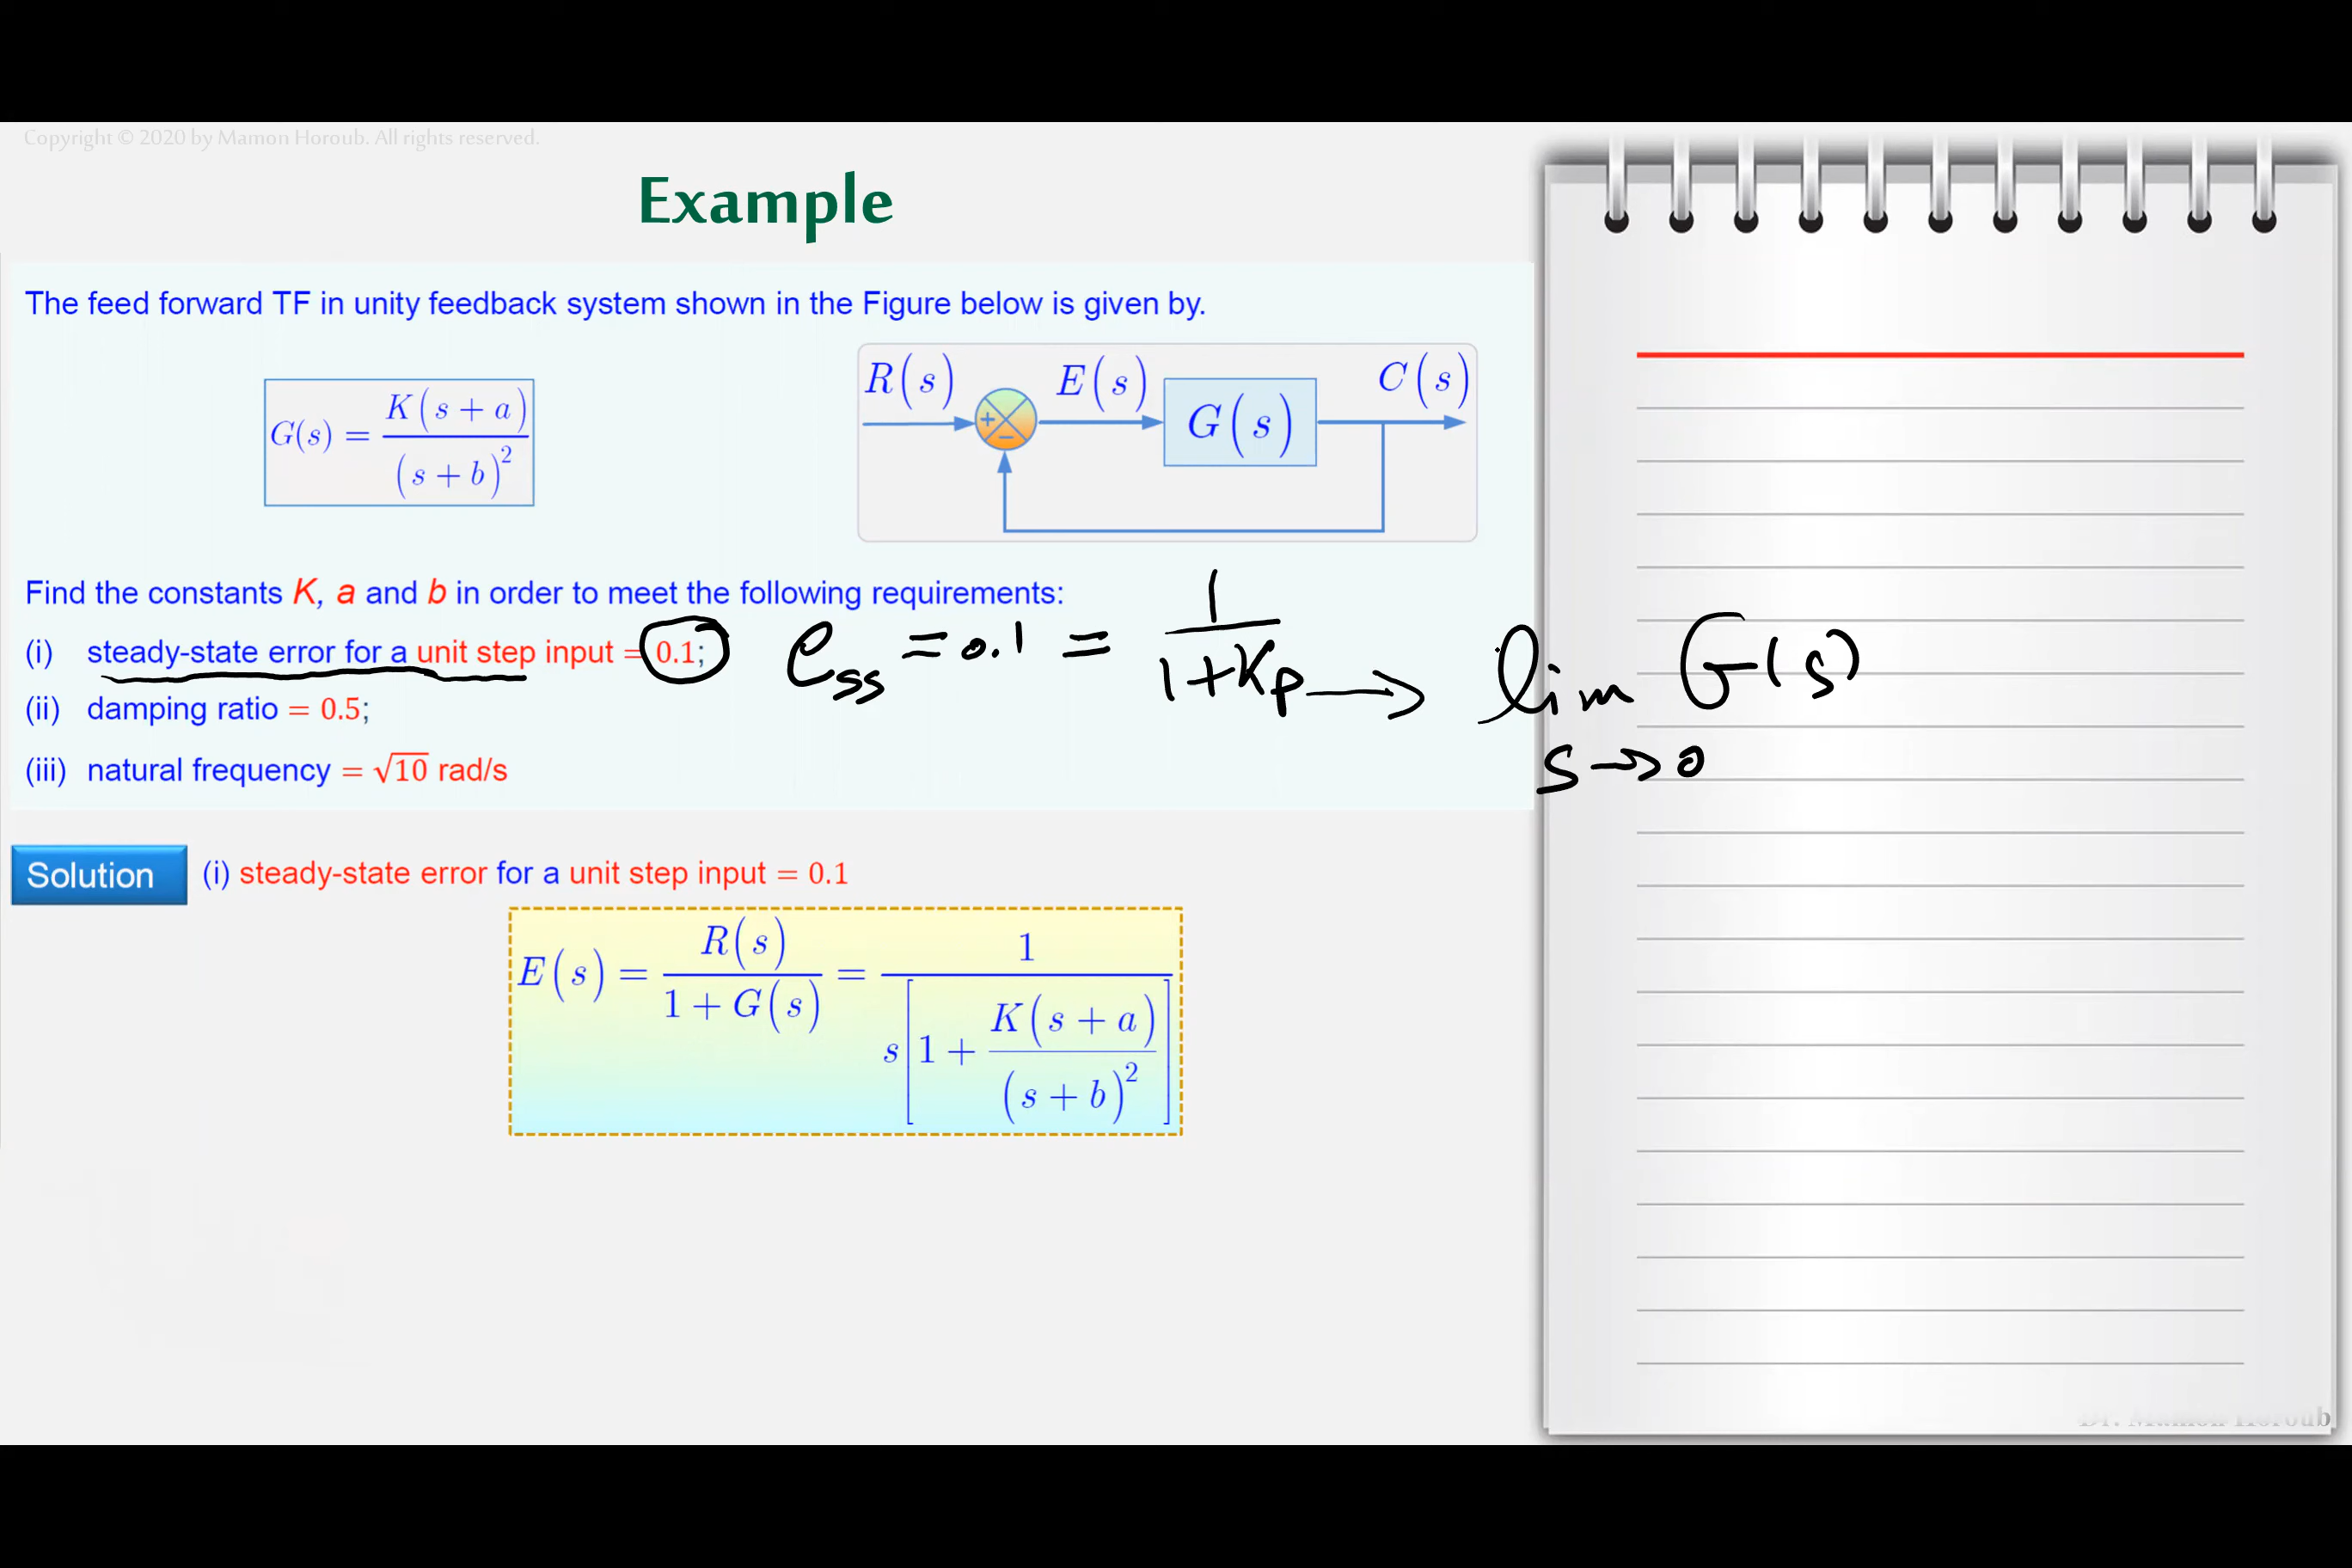 Copyright © 2020 by Mamon Horoub. All rights reserved.
Example
The feed forward TF in unity feedback system shown in the Figure below is given by.
G(s) = K(s + a) / (s + b)²
R(s) + − E(s) G(s) C(s)
Find the constants K, a and b in order to meet the following requirements:
(i) steady-state error for a unit step input = 0.1;
e_ss = 0.1 = 1 / (1 + Kp) → lim s→0 G(s)
(ii) damping ratio = 0.5;
(iii) natural frequency = √10 rad/s
Solution (i) steady-state error for a unit step input = 0.1
E(s) = R(s) / (1 + G(s)) = 1 / (s[1 + K(s + a) / (s + b)²])
Dr. Mamon Horoub